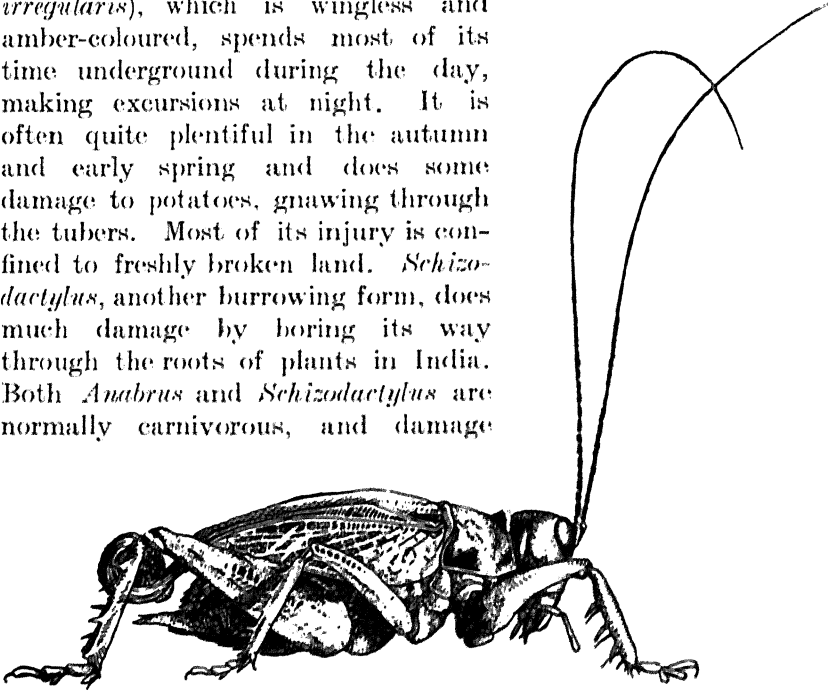 irregularis), which is wingless and
amber-coloured, spends most of its
time underground during the day,
making excursions at night. It is
often quite plentiful in the autumn
and early spring and does some
damage to potatoes, gnawing through
the tubers. Most of its injury is con-
fined to freshly broken land. Schizo-
dactylus, another burrowing form, does
much damage by boring its way
through the roots of plants in India.
Both Anabrus and Schizodactylus are
normally carnivorous, and damage